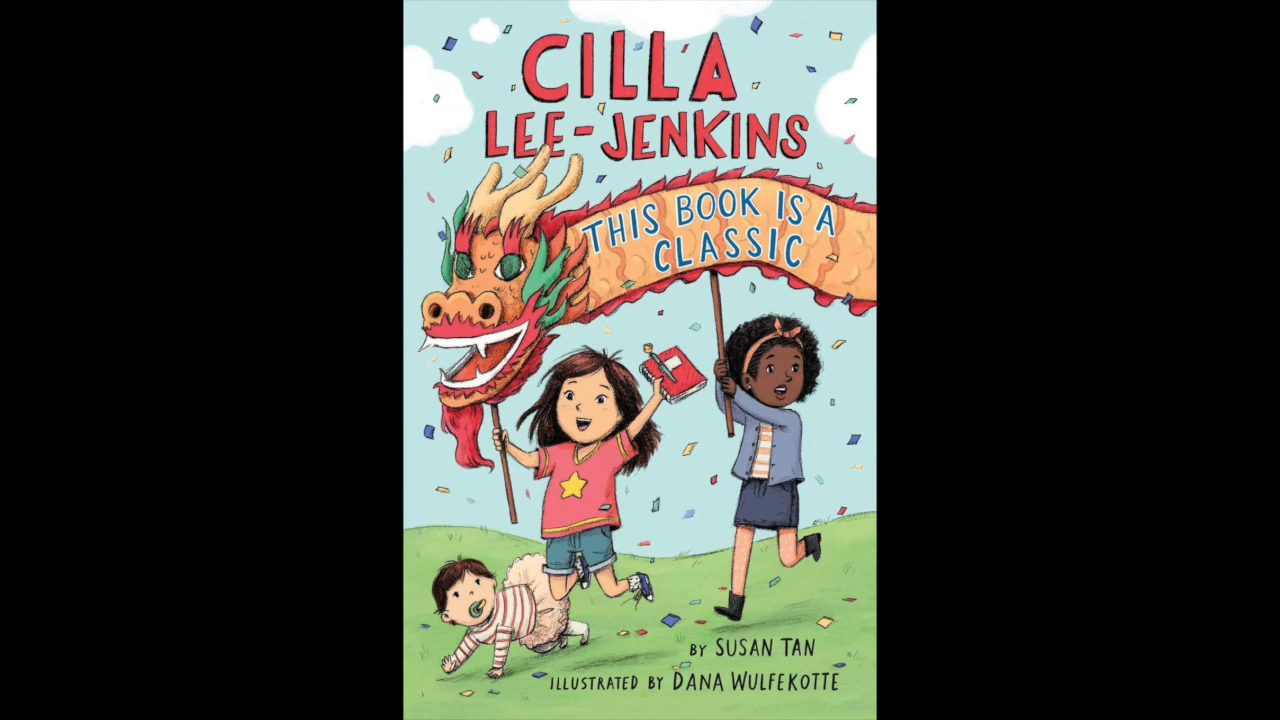 CILLA
LEE-JENKINS
THIS BOOK IS A
CLASSIC
BY SUSAN TAN
ILLUSTRATED BY DANA WULFEKOTTE